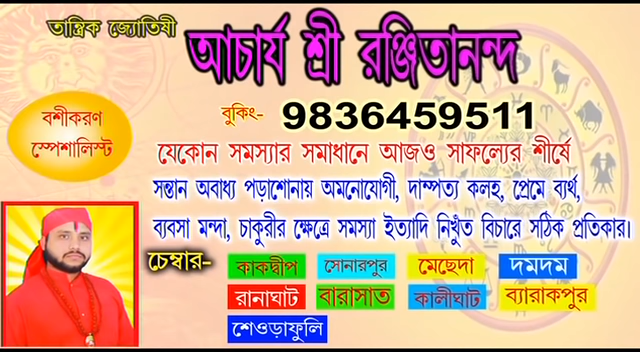 তান্ত্রিক জ্যোতিষী
আচার্য শ্রী রঞ্জিতানন্দ
বশীকরণ
স্পেশালিস্ট
বুকিং- 9836459511
যেকোন সমস্যার সমাধানে আজও সাফল্যের শীর্ষে
সন্তান অবাধ্য পড়াশোনায় অমনোযোগী, দাম্পত্য কলহ, প্রেমে ব্যর্থ,
ব্যবসা মন্দা, চাকুরীর ক্ষেত্রে সমস্যা ইত্যাদি নিখুঁত বিচারে সঠিক প্রতিকার।
চেম্বার- কাকদ্বীপ সোনারপুর মেছেদা দমদম
রানাঘাট বারাসাত কালীঘাট ব্যারাকপুর
শেওড়াফুলি